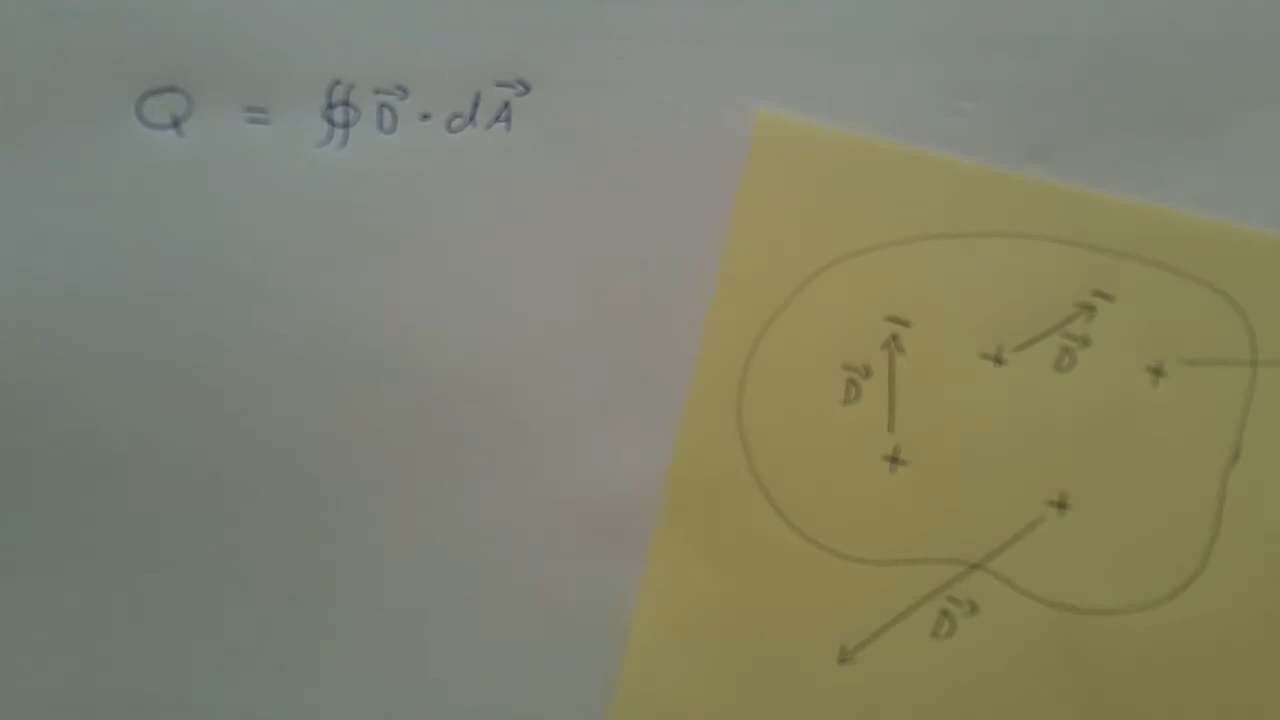 Q = ∯ D⃗ · dA⃗
− −
+ D⃗ +
D⃗
+ +
D⃗